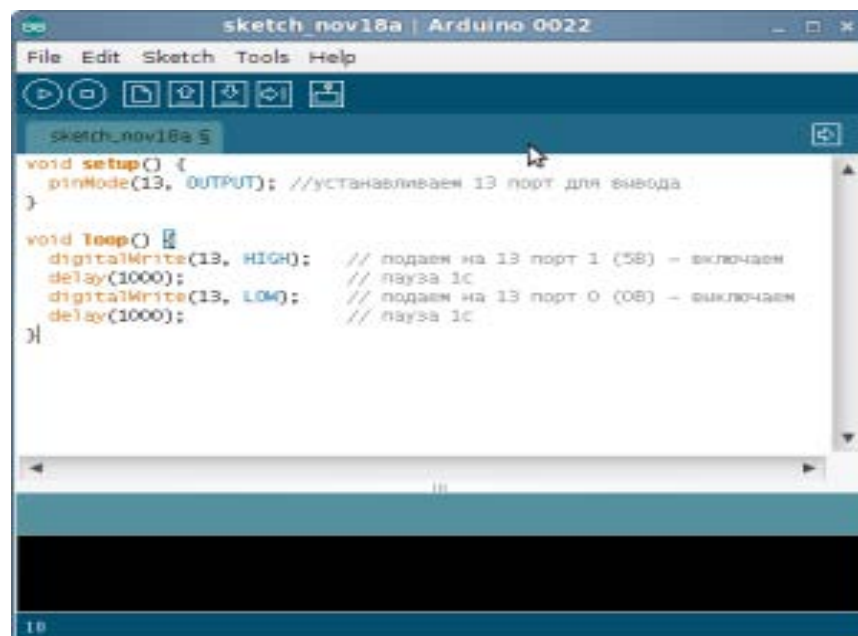 sketch_nov18a | Arduino 0022
File Edit Sketch Tools Help
sketch_nov18a §
void setup() {
pinMode(13, OUTPUT); //устанавливаем 13 порт для вывода
}
void loop() {
digitalWrite(13, HIGH); // подаем на 13 порт 1 (5В) – включаем
delay(1000); // пауза 1с
digitalWrite(13, LOW); // подаем на 13 порт 0 (0В) – выключаем
delay(1000); // пауза 1с
}
10